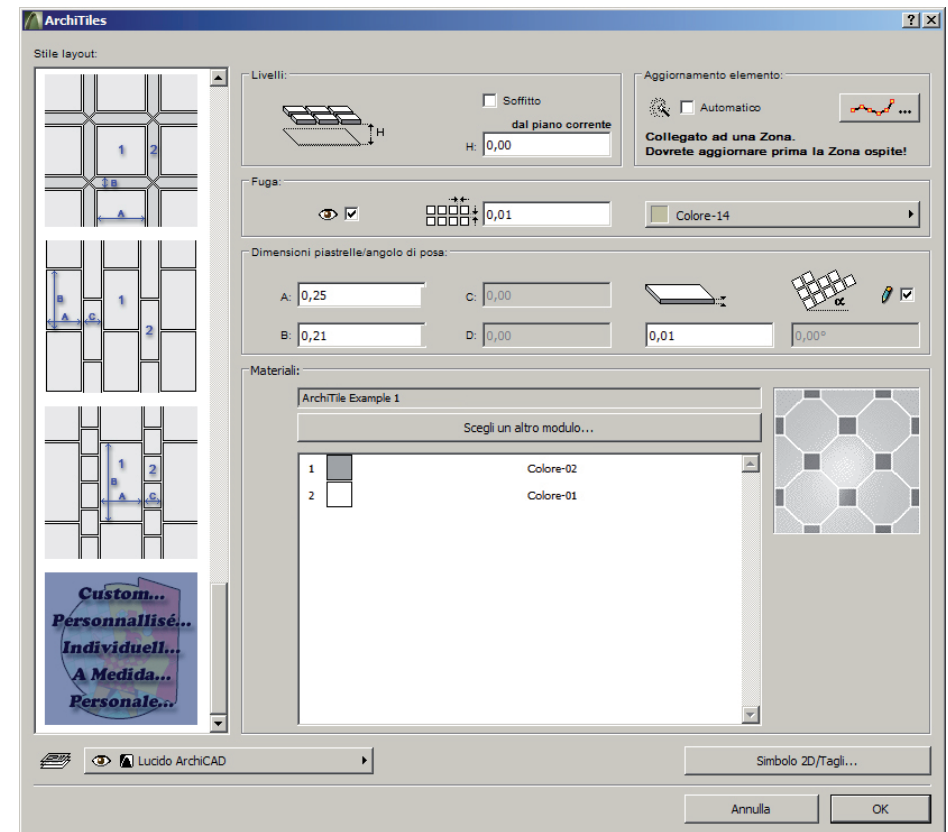 ArchiTiles
Stile layout:
1 2
B
A
B
A C
1
2
1 2
B
A C
Custom...
Personnallisé...
Individuell...
A Medida...
Personale...
Livelli:
H
Soffitto
dal piano corrente
H: 0,00
Aggiornamento elemento:
Automatico
...
Collegato ad una Zona.
Dovrete aggiornare prima la Zona ospite!
Fuga:
0,01
Colore-14
Dimensioni piastrelle/angolo di posa:
A: 0,25
C: 0,00
α
B: 0,21
D: 0,00
0,01
0,00°
Materiali:
ArchiTile Example 1
Scegli un altro modulo...
1 Colore-02
2 Colore-01
Lucido ArchiCAD
Simbolo 2D/Tagli...
Annulla
OK